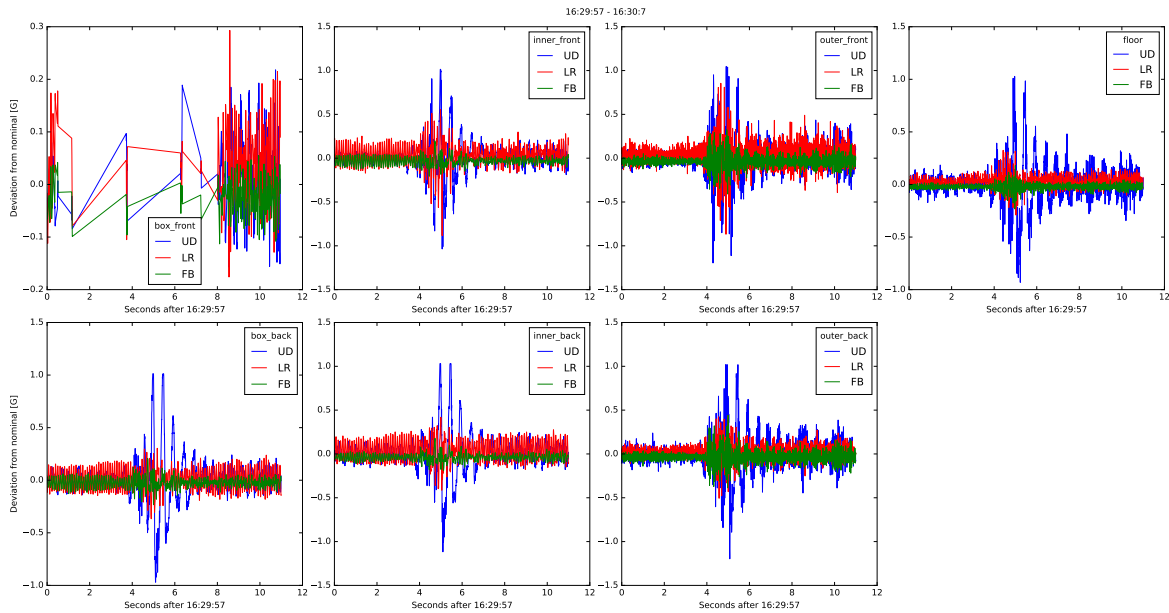 16:29:57 - 16:30:7
Deviation from nominal [G]
0.3
0.2
0.1
0.0
−0.1
−0.2
box_front
UD
LR
FB
0 2 4 6 8 10 12
Seconds after 16:29:57
1.5
1.0
0.5
0.0
−0.5
−1.0
−1.5
inner_front
UD
LR
FB
0 2 4 6 8 10 12
Seconds after 16:29:57
1.5
1.0
0.5
0.0
−0.5
−1.0
−1.5
outer_front
UD
LR
FB
0 2 4 6 8 10 12
Seconds after 16:29:57
1.5
1.0
0.5
0.0
−0.5
−1.0
floor
UD
LR
FB
0 2 4 6 8 10 12
Seconds after 16:29:57
Deviation from nominal [G]
1.5
1.0
0.5
0.0
−0.5
−1.0
box_back
UD
LR
FB
0 2 4 6 8 10 12
Seconds after 16:29:57
1.5
1.0
0.5
0.0
−0.5
−1.0
−1.5
inner_back
UD
LR
FB
0 2 4 6 8 10 12
Seconds after 16:29:57
1.5
1.0
0.5
0.0
−0.5
−1.0
−1.5
outer_back
UD
LR
FB
0 2 4 6 8 10 12
Seconds after 16:29:57